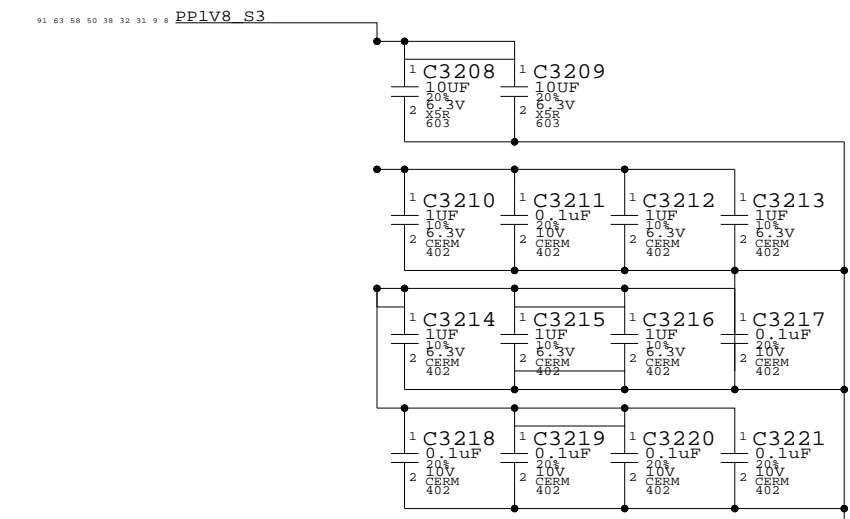 91 63 58 50 38 32 31 9 8 PP1V8_S3
1 C3208 1 C3209
10UF 10UF
20% 20%
6.3V 6.3V
2 X5R 2 X5R
603 603
1 C3210 1 C3211 1 C3212 1 C3213
1UF 0.1uF 1UF 1UF
10% 20% 10% 10%
6.3V 10V 6.3V 6.3V
2 CERM 2 CERM 2 CERM 2 CERM
402 402 402 402
1 C3214 1 C3215 1 C3216 1 C3217
1UF 1UF 1UF 0.1uF
10% 10% 10% 20%
6.3V 6.3V 6.3V 10V
2 CERM 2 CERM 2 CERM 2 CERM
402 402 402 402
1 C3218 1 C3219 1 C3220 1 C3221
0.1uF 0.1uF 0.1uF 0.1uF
20% 20% 20% 20%
10V 10V 10V 10V
2 CERM 2 CERM 2 CERM 2 CERM
402 402 402 402